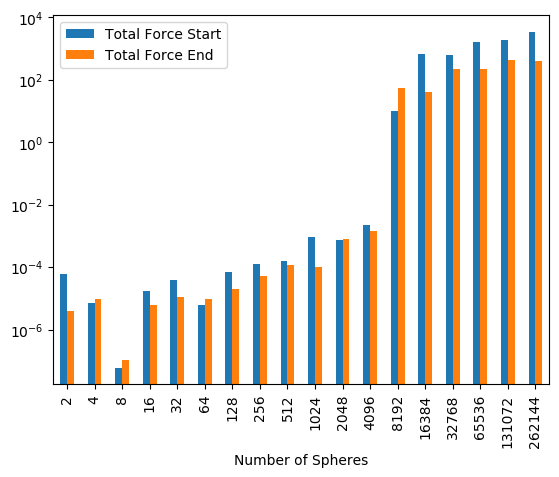 Total Force Start
Total Force End
10^4
10^2
10^0
10^-2
10^-4
10^-6
2 4 8 16 32 64 128 256 512 1024 2048 4096 8192 16384 32768 65536 131072 262144
Number of Spheres